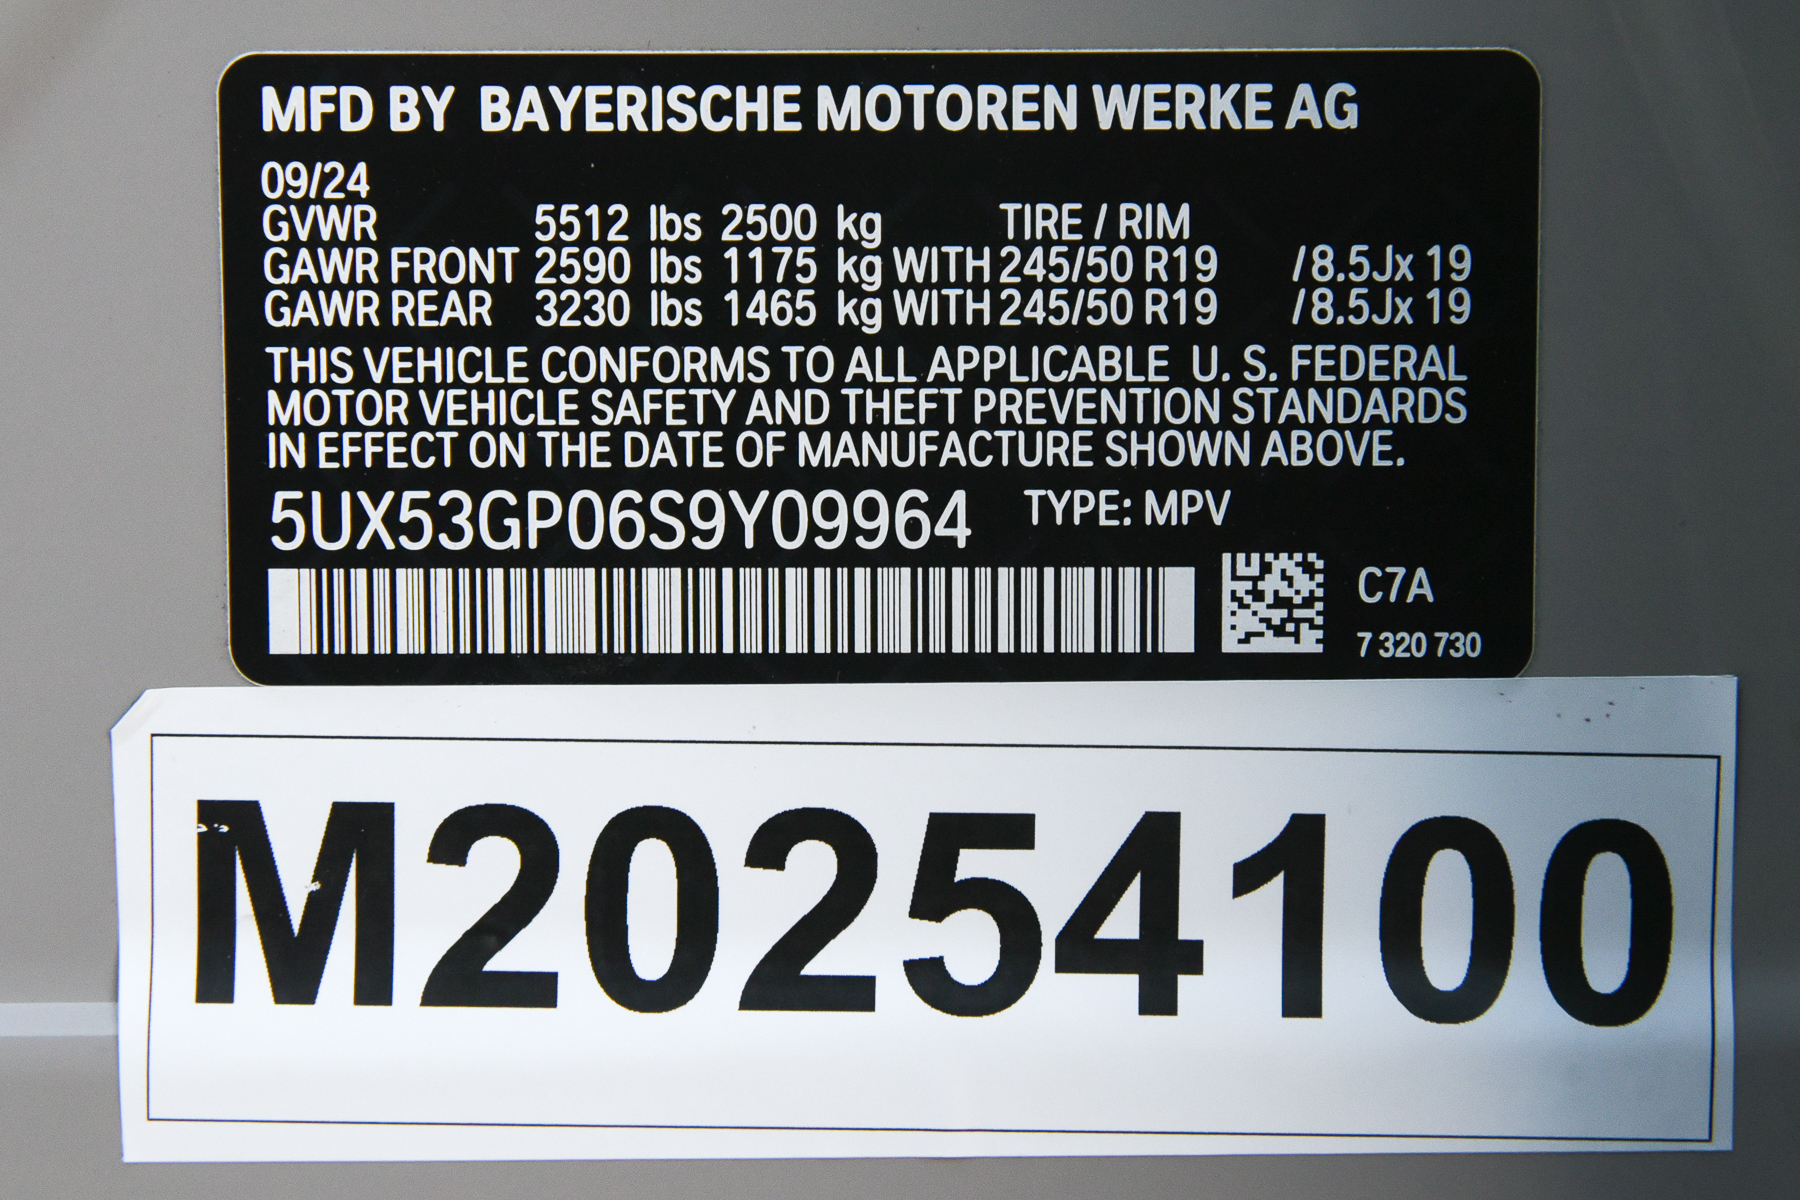 MFD BY BAYERISCHE MOTOREN WERKE AG
09/24
GVWR 5512 lbs 2500 kg TIRE / RIM
GAWR FRONT 2590 lbs 1175 kg WITH 245/50 R19 /8.5Jx 19
GAWR REAR 3230 lbs 1465 kg WITH 245/50 R19 /8.5Jx 19
THIS VEHICLE CONFORMS TO ALL APPLICABLE U. S. FEDERAL
MOTOR VEHICLE SAFETY AND THEFT PREVENTION STANDARDS
IN EFFECT ON THE DATE OF MANUFACTURE SHOWN ABOVE.
5UX53GP06S9Y09964 TYPE: MPV
C7A
7 320 730
M20254100